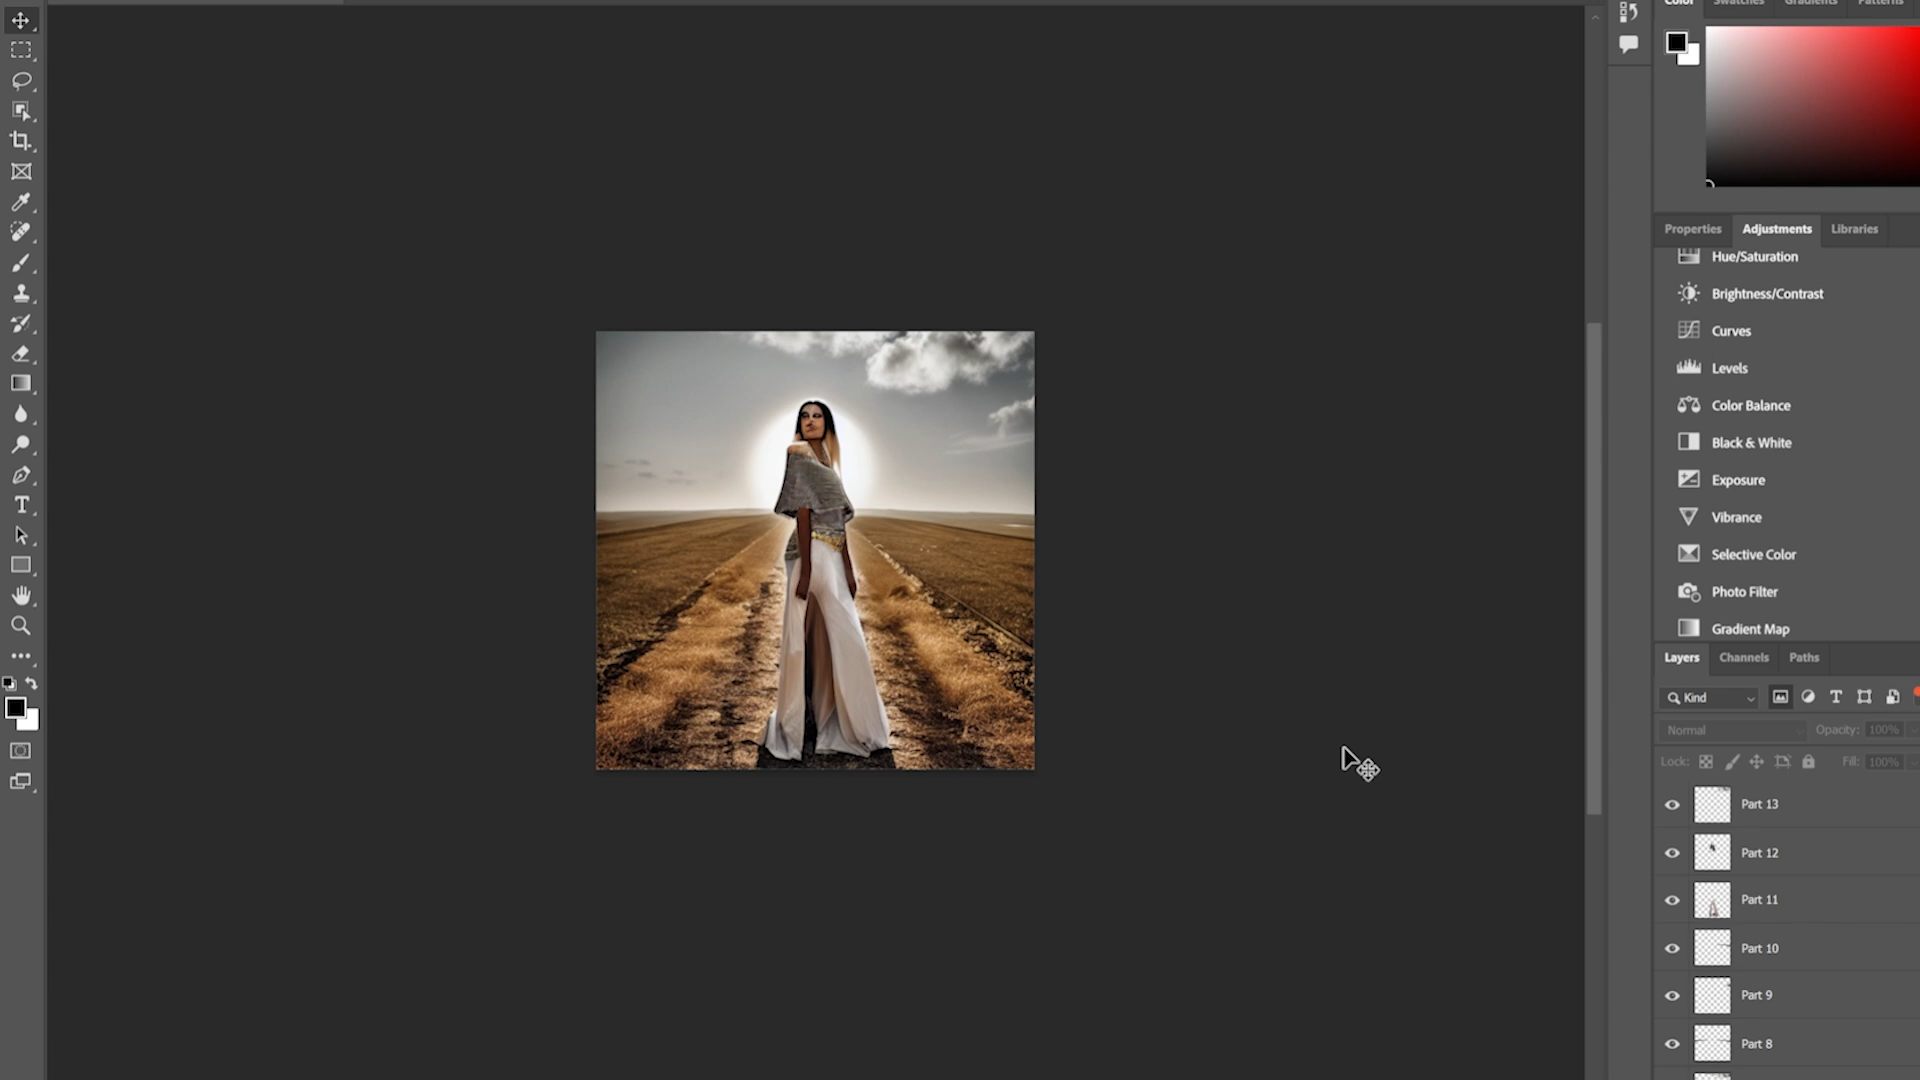 Color Swatches Gradients Patterns
Properties Adjustments Libraries
Hue/Saturation
Brightness/Contrast
Curves
Levels
Color Balance
Black & White
Exposure
Vibrance
Selective Color
Photo Filter
Gradient Map
Layers Channels Paths
Kind
Normal Opacity: 100%
Lock: Fill: 100%
Part 13
Part 12
Part 11
Part 10
Part 9
Part 8